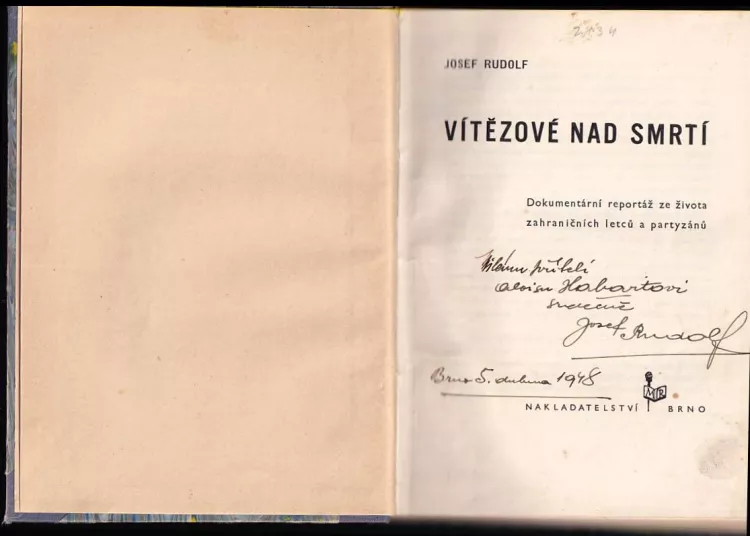 JOSEF RUDOLF
VÍTĚZOVÉ NAD SMRTÍ
Dokumentární reportáž ze života
zahraničních letců a partyzánů
Milému příteli
Aloisu Habartovi
srdečně
Josef Rudolf
Brno 5. dubna 1948
MR
NAKLADATELSTVÍ BRNO